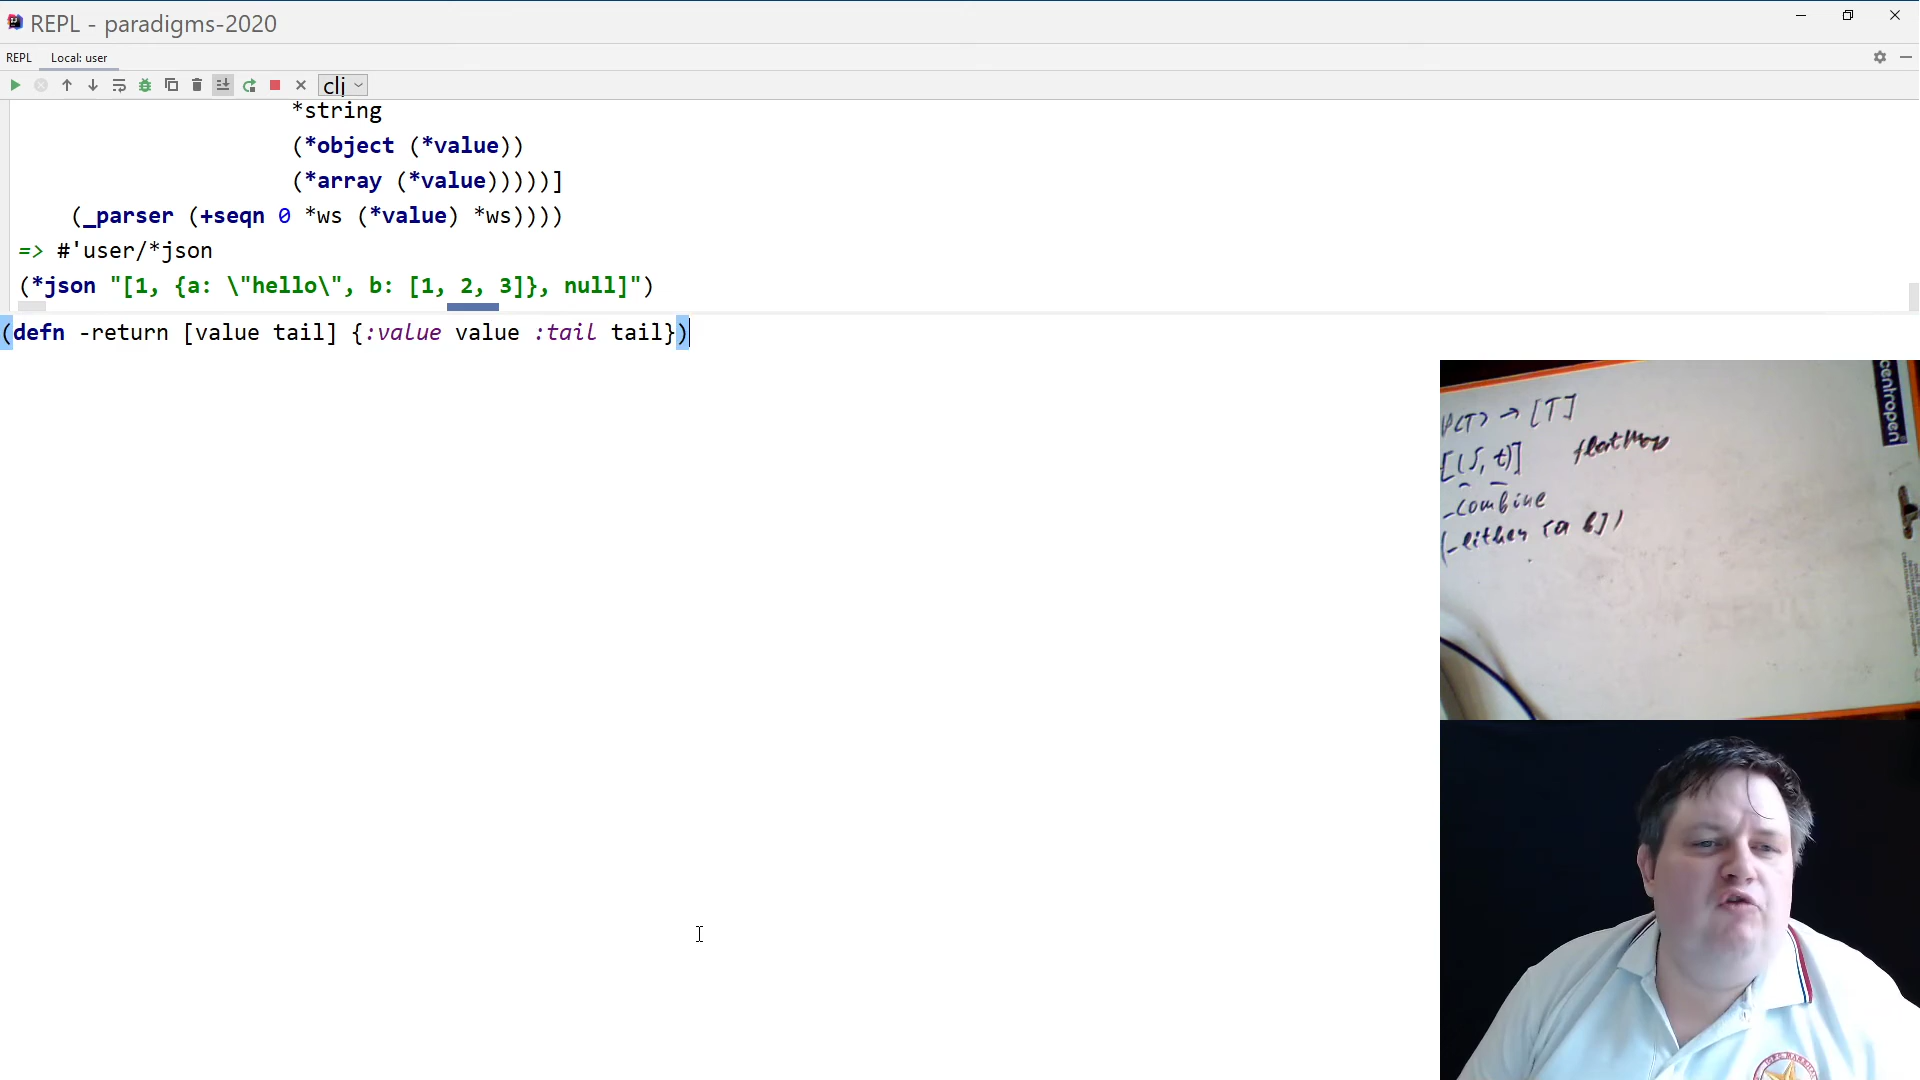 REPL - paradigms-2020
REPL Local: user
clj
*string
(*object (*value))
(*array (*value)))))]
(_parser (+seqn 0 *ws (*value) *ws))))
=> #'user/*json
(*json "[1, {a: \"hello\", b: [1, 2, 3]}, null]")
(defn -return [value tail] {:value value :tail tail})
centropen
P(T) → [T]
[(S, t)] flatMap
_combine
(_either [a b])